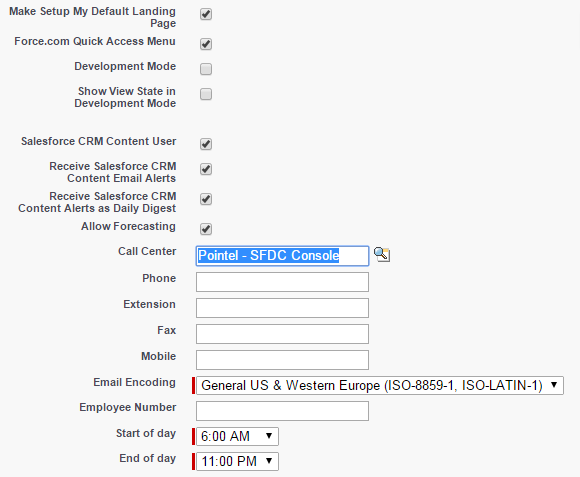 Make Setup My Default Landing
Page
Force.com Quick Access Menu
Development Mode
Show View State in
Development Mode
Salesforce CRM Content User
Receive Salesforce CRM
Content Email Alerts
Receive Salesforce CRM
Content Alerts as Daily Digest
Allow Forecasting
Call Center Pointel - SFDC Console
Phone
Extension
Fax
Mobile
Email Encoding General US & Western Europe (ISO-8859-1, ISO-LATIN-1)
Employee Number
Start of day 6:00 AM
End of day 11:00 PM